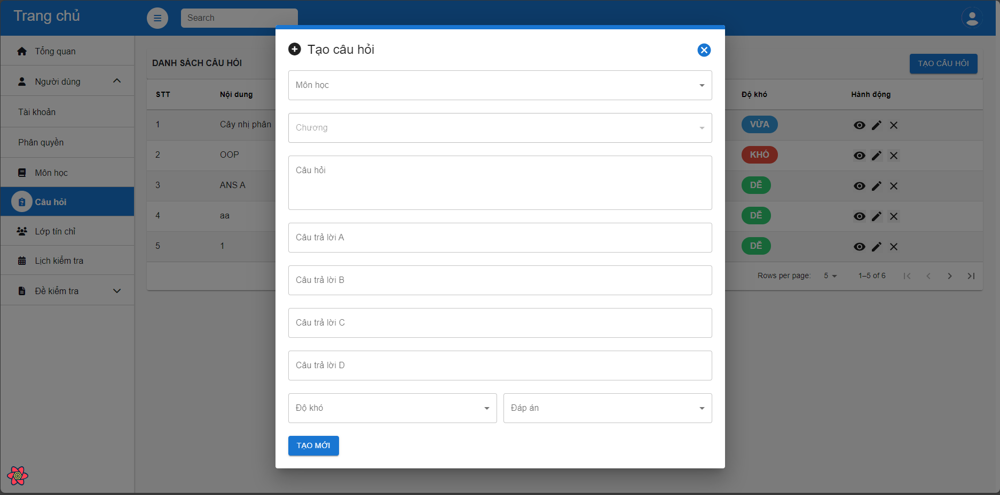 Trang chủ
Search
Tổng quan
Người dùng
Tài khoản
Phân quyền
Môn học
Câu hỏi
Lớp tín chỉ
Lịch kiểm tra
Đề kiểm tra
DANH SÁCH CÂU HỎI
TẠO CÂU HỎI
STT Nội dung Độ khó Hành động
1 Cây nhị phân VỪA
2 OOP KHÓ
3 ANS A DỄ
4 aa DỄ
5 1 DỄ
Rows per page: 5 1–5 of 6
Tạo câu hỏi
Môn học
Chương
Câu hỏi
Câu trả lời A
Câu trả lời B
Câu trả lời C
Câu trả lời D
Độ khó Đáp án
TẠO MỚI